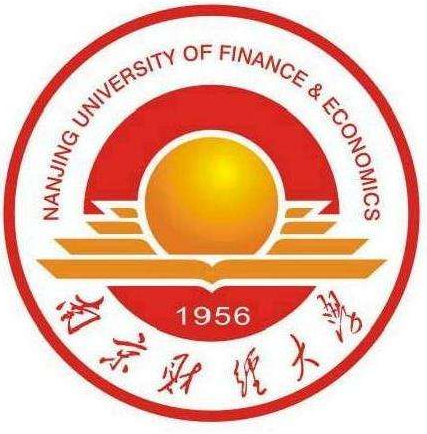 NANJING UNIVERSITY OF FINANCE & ECONOMICS
1956
南京财经大学